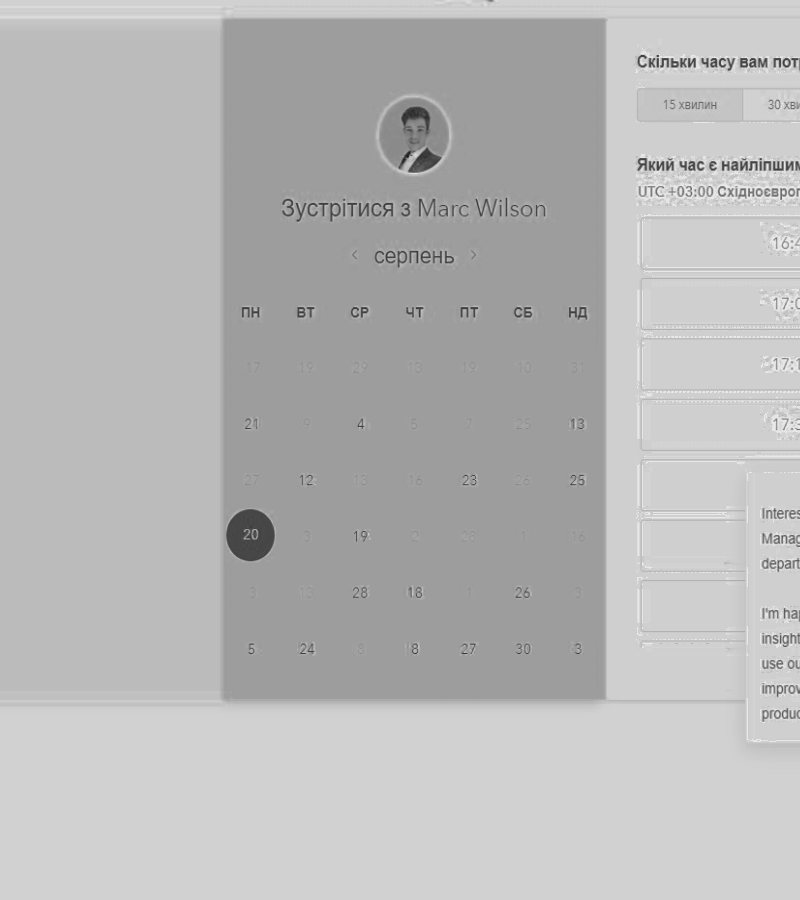 Зустрітися з Marc Wilson
‹ серпень ›
ПН ВТ СР ЧТ ПТ СБ НД
17 19 29 13 19 10 31
21 9 4 6 7 25 13
27 12 13 16 23 26 25
20 3 19 2 28 1 16
3 13 28 18 1 26 3
5 24 8 8 27 30 3
Скільки часу вам потр
15 хвилин 30 хви
Який час є найліпшим
UTC +03:00 Східноєвроп
16:4
17:0
17:1
17:3
Interes
Manag
depart
I'm hap
insight
use ou
improv
produc